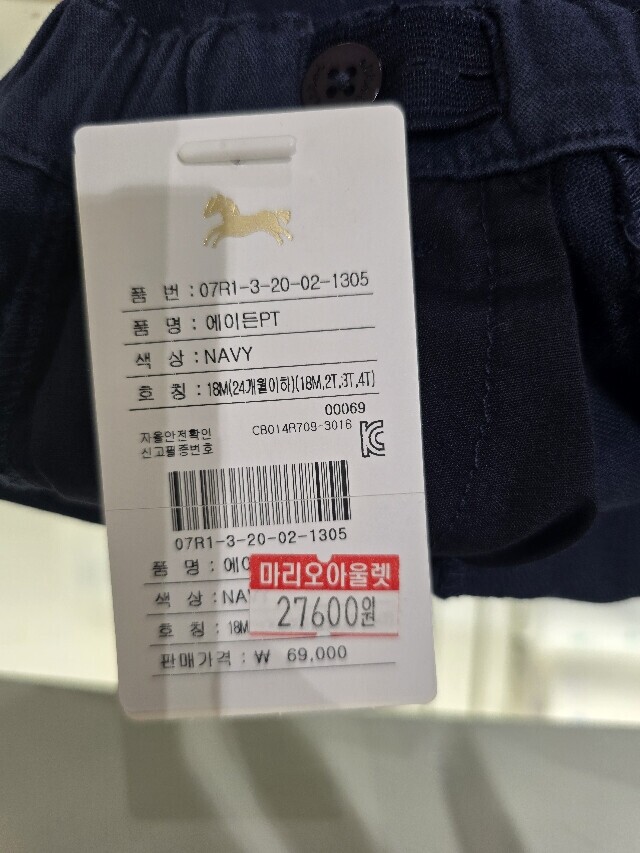 품 번 : 07R1-3-20-02-1305
품 명 : 에이든PT
색 상 : NAVY
호 칭 : 18M(24개월이하)(18M,2T,3T,4T)
00069
자율안전확인 CB014R709-3016
신고필증번호
07R1-3-20-02-1305
품 명 : 에이
마리오아울렛
색 상 : NAV
27600원
호 칭 : 18M
판매가격 : ₩ 69,000